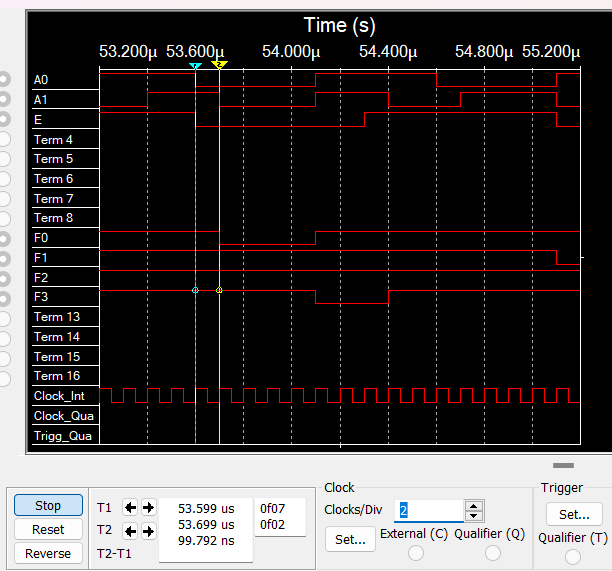 Time (s)
53.200µ 53.600µ 54.000µ 54.400µ 54.800µ 55.200µ
1 2
A0
A1
E
Term 4
Term 5
Term 6
Term 7
Term 8
F0
F1
F2
F3
Term 13
Term 14
Term 15
Term 16
Clock_Int
Clock_Qua
Trigg_Qua
Stop
Reset
Reverse
T1 53.599 us 0f07
T2 53.699 us 0f02
T2-T1 99.792 ns
Clock
Clocks/Div 2
Set... External (C) Qualifier (Q)
Trigger
Set...
Qualifier (T)